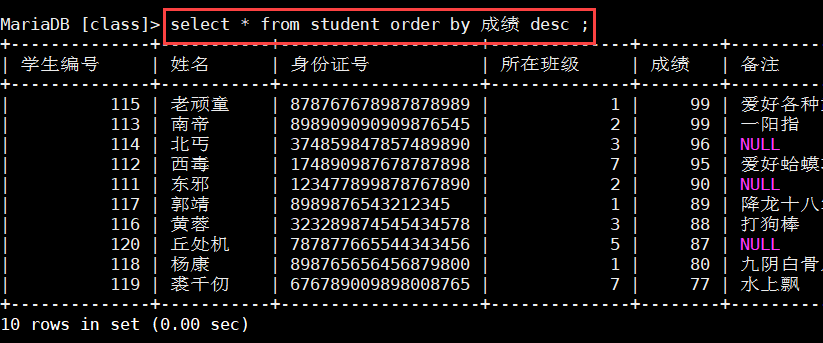 MariaDB [class]> select * from student order by 成绩 desc ;
+--------------+-----------+--------------------+--------------+--------+--------
| 学生编号 | 姓名 | 身份证号 | 所在班级 | 成绩 | 备注
+--------------+-----------+--------------------+--------------+--------+--------
| 115 | 老顽童 | 878767678987878989 | 1 | 99 | 爱好各种
| 113 | 南帝 | 898909090909876545 | 2 | 99 | 一阳指
| 114 | 北丐 | 374859847857489890 | 3 | 96 | NULL
| 112 | 西毒 | 174890987678787898 | 7 | 95 | 爱好蛤蟆
| 111 | 东邪 | 123477899878767890 | 2 | 90 | NULL
| 117 | 郭靖 | 8989876543212345 | 1 | 89 | 降龙十八
| 116 | 黄蓉 | 323289874545434578 | 3 | 88 | 打狗棒
| 120 | 丘处机 | 787877665544343456 | 5 | 87 | NULL
| 118 | 杨康 | 898765656456879800 | 1 | 80 | 九阴白骨
| 119 | 裘千仞 | 676789009898008765 | 7 | 77 | 水上飘
+--------------+-----------+--------------------+--------------+--------+--------
10 rows in set (0.00 sec)